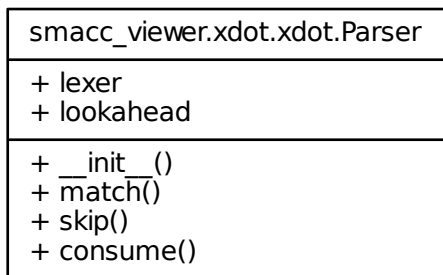 smacc_viewer.xdot.xdot.Parser
+ lexer
+ lookahead
+ __init__()
+ match()
+ skip()
+ consume()